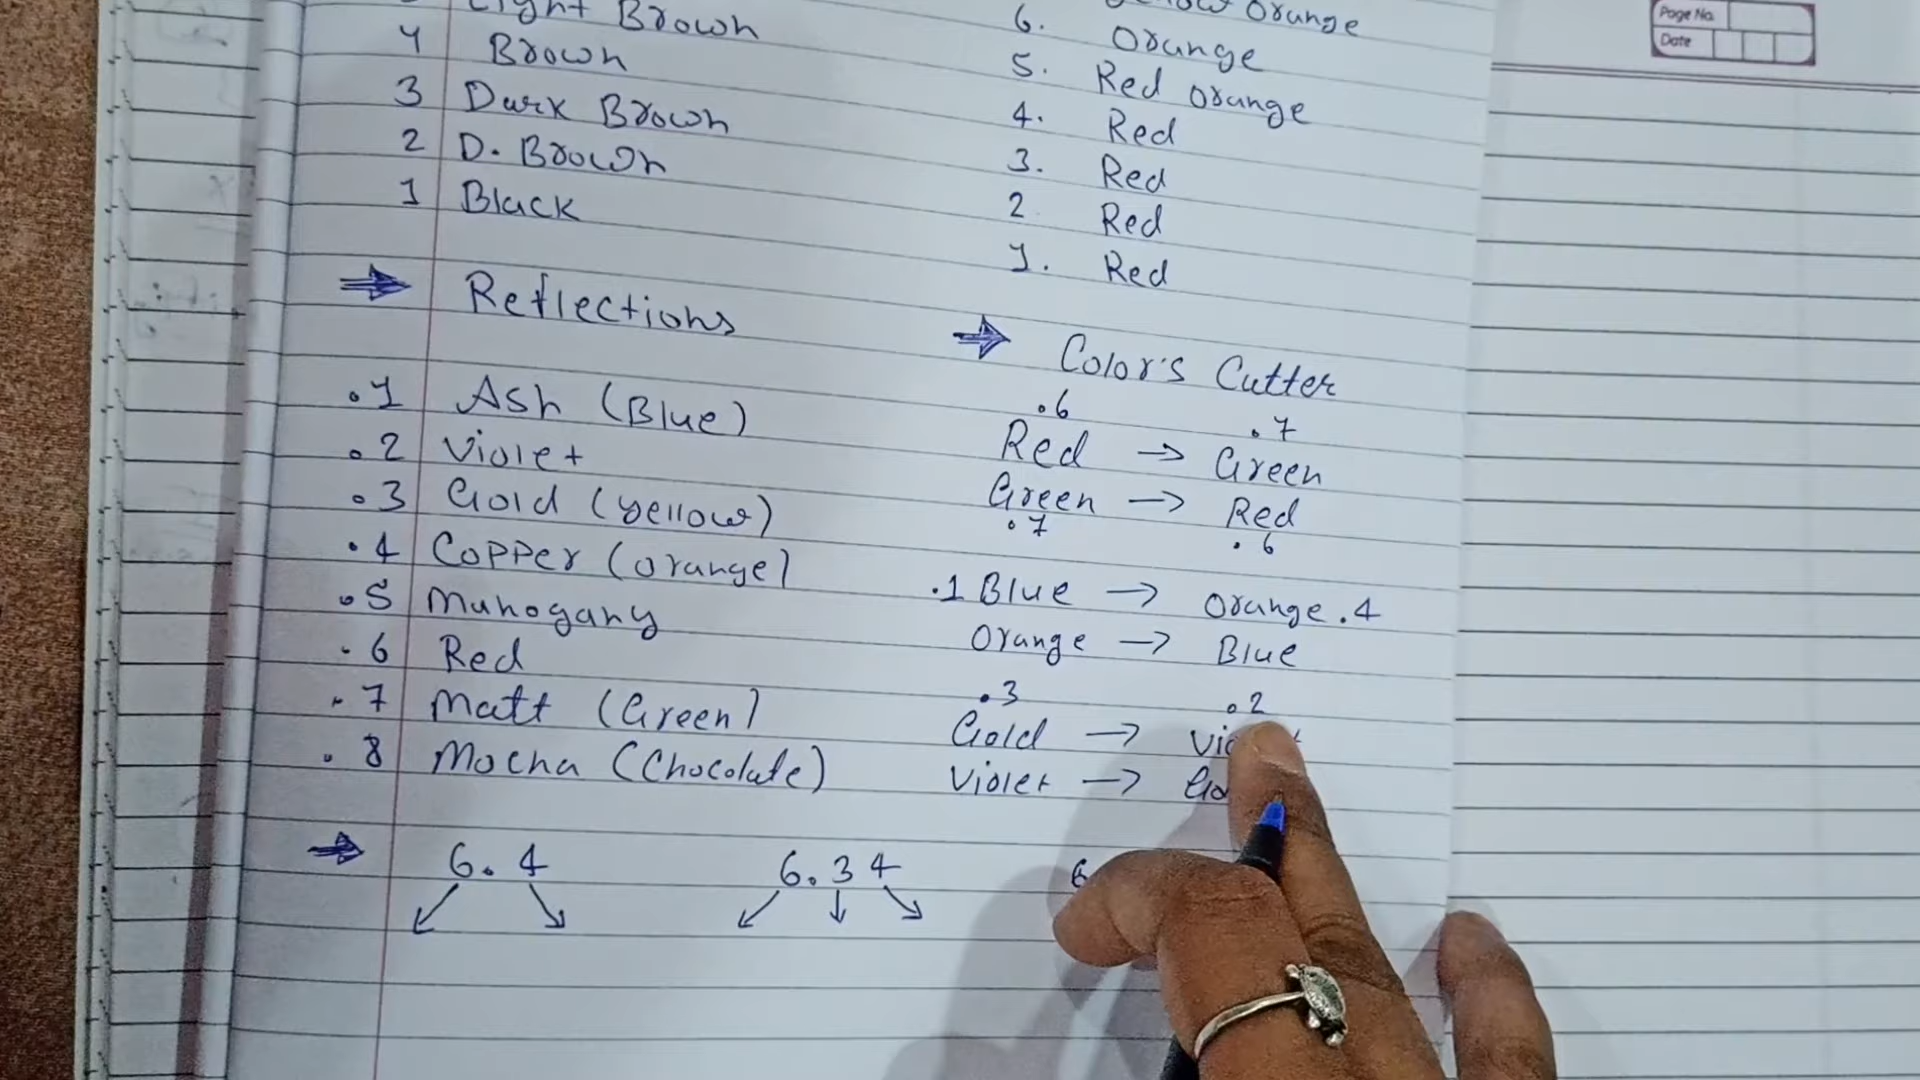 Light Brown
4 Brown
3 Dark Brown
2 D. Brown
1 Black
6. Orange
5. Red Orange
4. Red
3. Red
2 Red
1. Red
Reflections
.1 Ash (Blue)
.2 Violet
.3 Gold (yellow)
.4 Copper (orange)
.5 Mahogany
.6 Red
.7 Matt (Green)
.8 Mocha (Chocolate)
Color's Cutter
.6 .7
Red → Green
Green → Red
.7 .6
.1 Blue → Orange .4
Orange → Blue
.3 .2
Gold →
Violet →
6.4 6.34 6
Page No.
Date